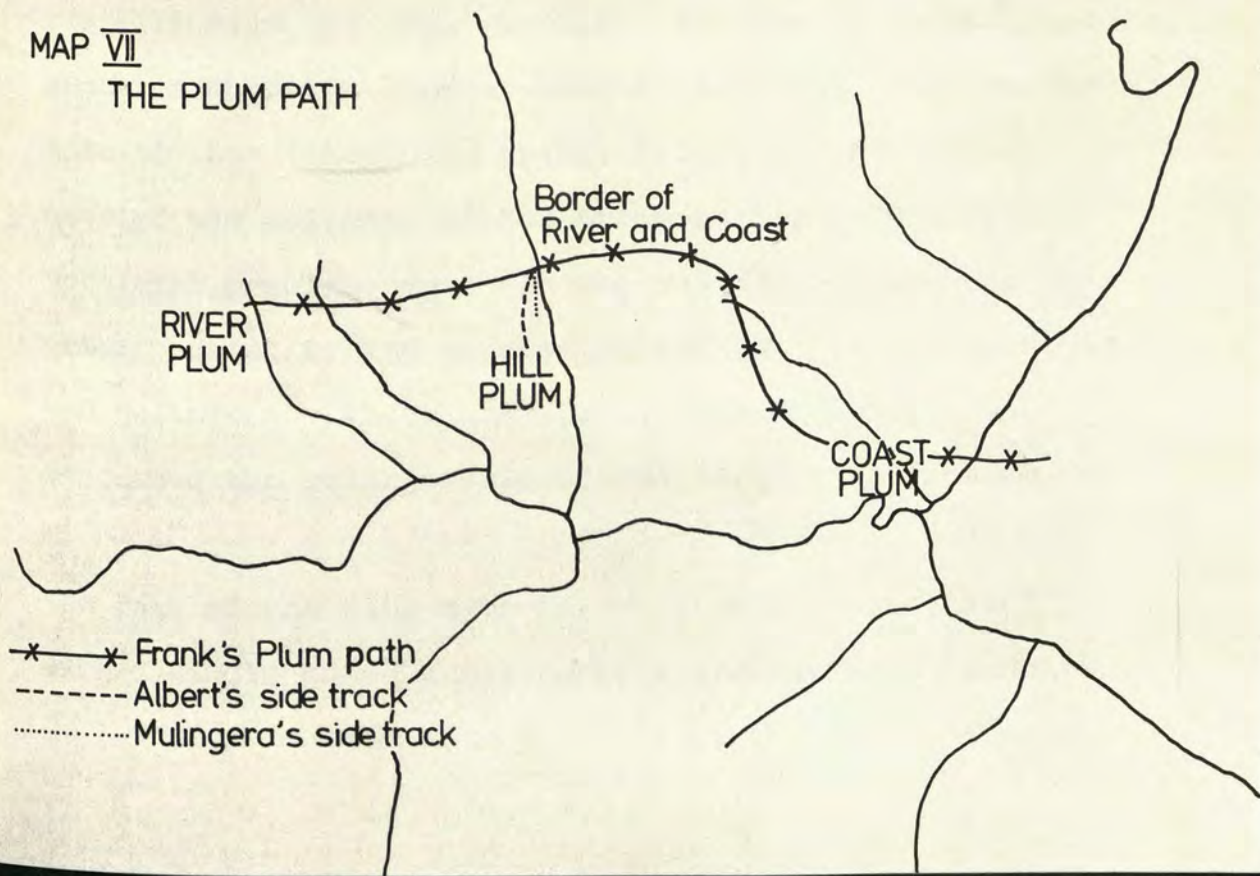 MAP VII
THE PLUM PATH
Border of
River and Coast
RIVER
PLUM
HILL
PLUM
COAST
PLUM
Frank's Plum path
Albert's side track
Mulingera's side track